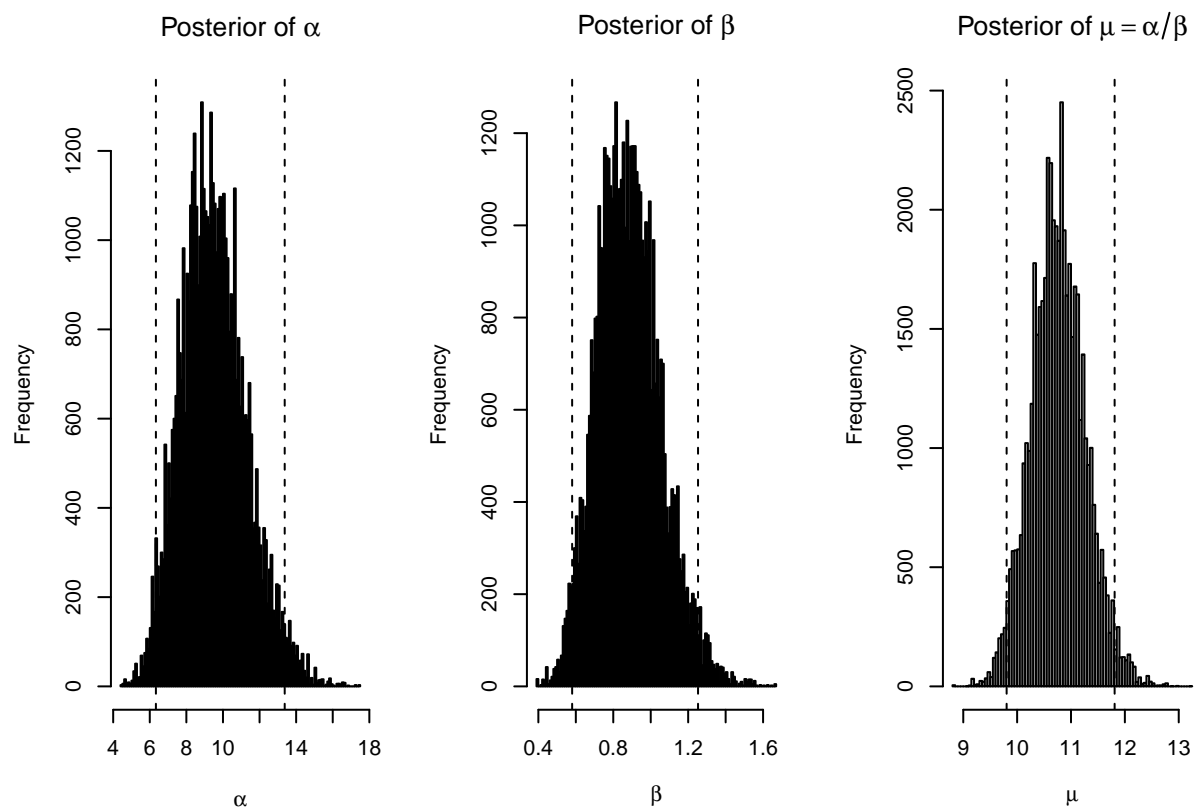 Posterior of α
Frequency
0 200 400 600 800 1000 1200
4 6 8 10 14 18
α
Posterior of β
Frequency
0 200 400 600 800 1000 1200
0.4 0.8 1.2 1.6
β
Posterior of μ = α/β
Frequency
0 500 1000 1500 2000 2500
9 10 11 12 13
μ